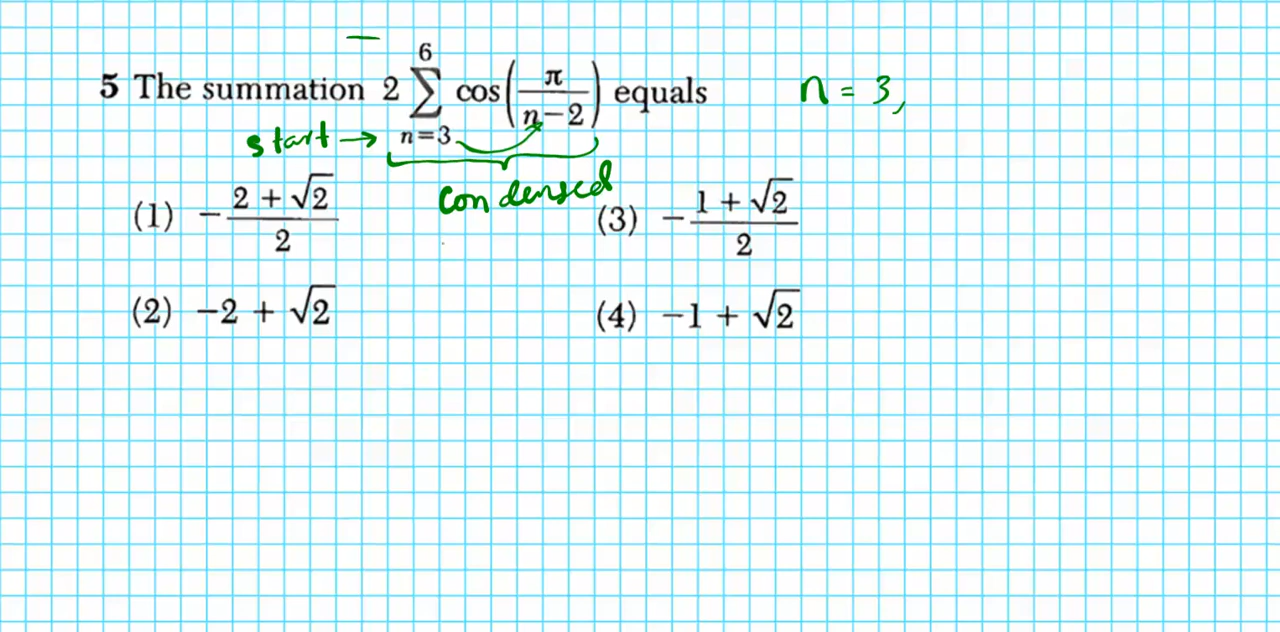 5 The summation 2 6∑n=3 cos(π/(n−2)) equals n = 3,
start →
condensed
(1) −(2 + √2)/2 (3) −(1 + √2)/2
(2) −2 + √2 (4) −1 + √2